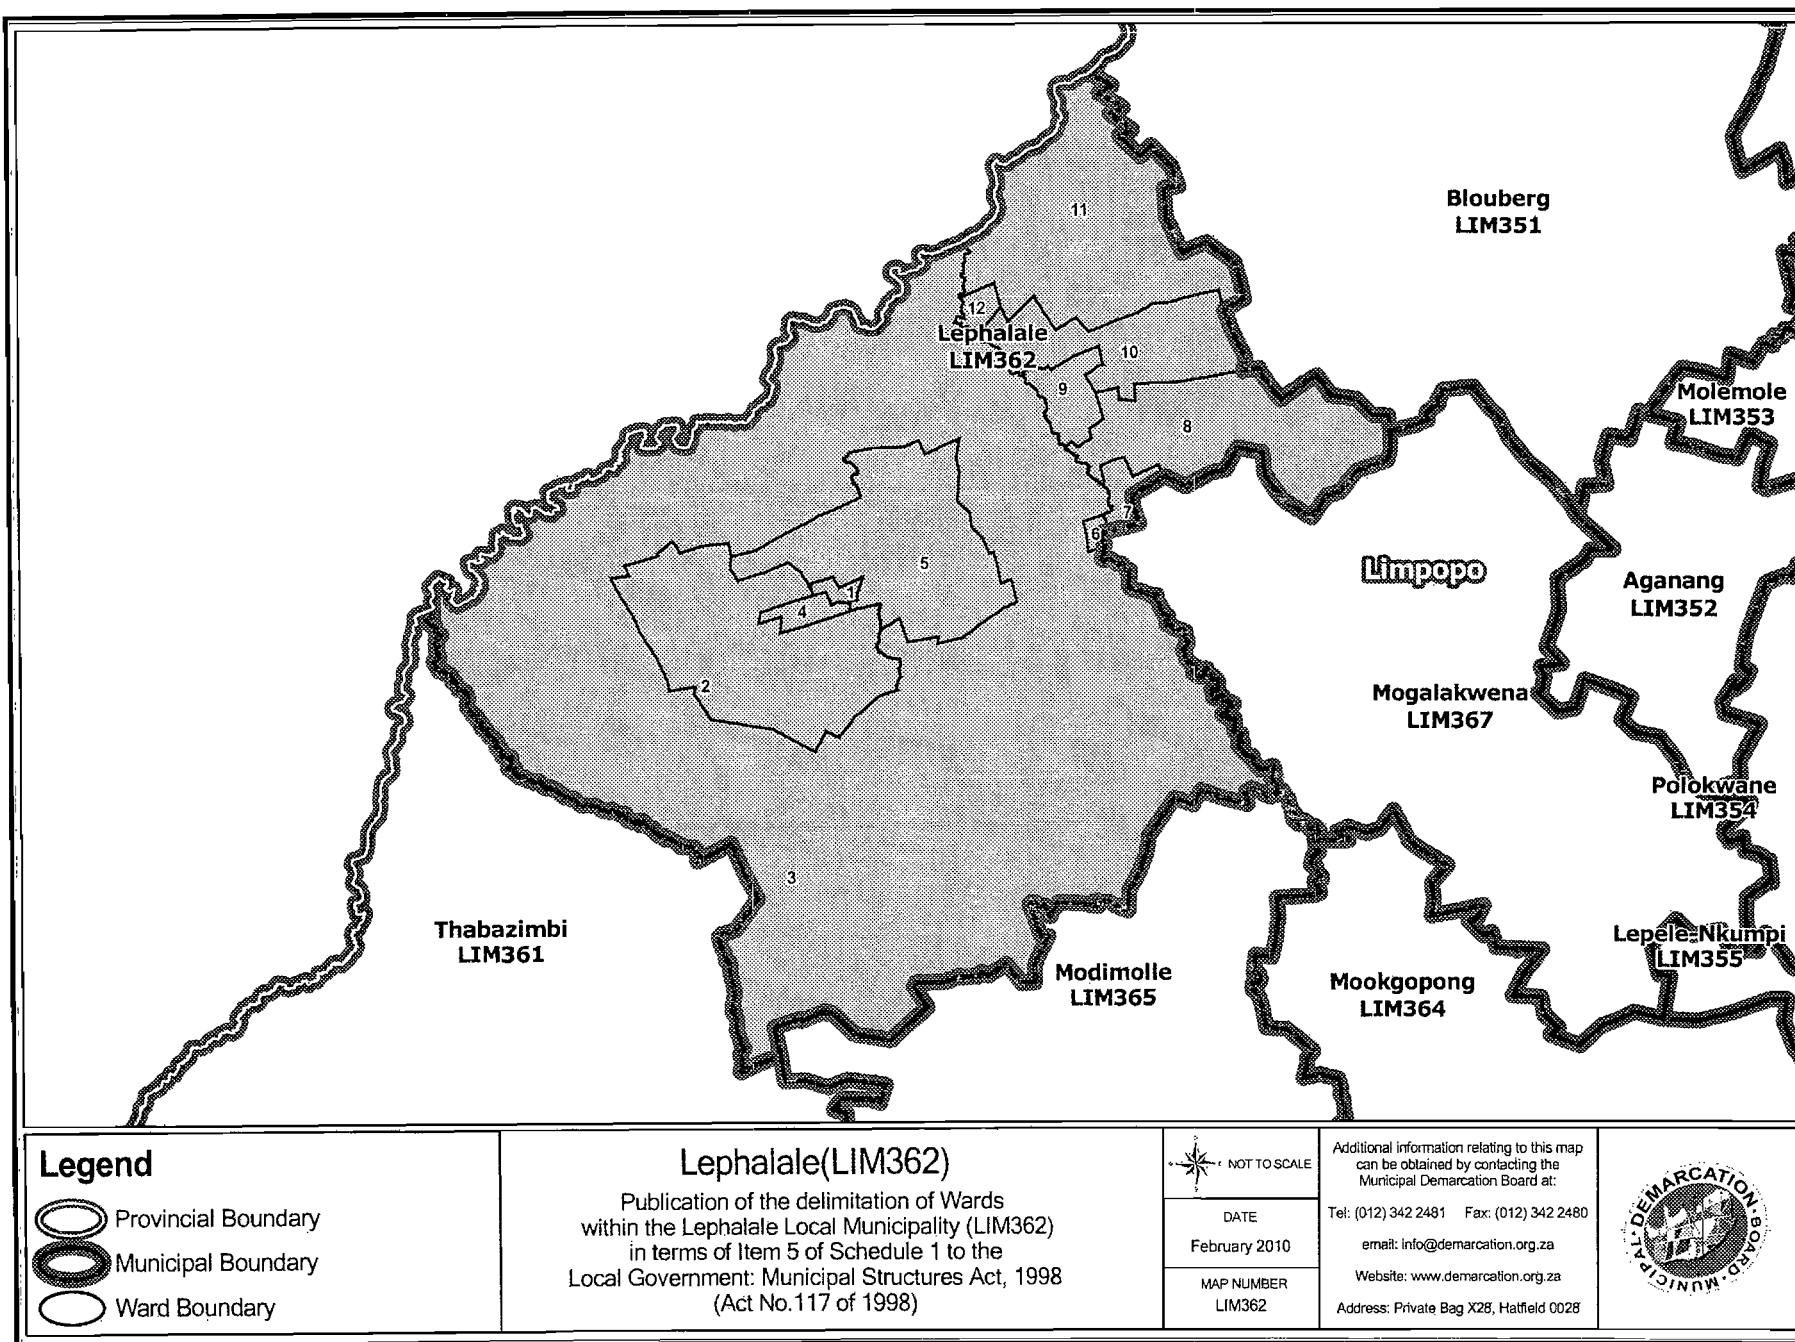 11
Blouberg
LIM351
12
Lephalale
LIM362
10
9
Molemole
LIM353
8
7
6
5
Limpopo
Aganang
LIM352
1
4
2
Mogalakwena
LIM367
Polokwane
LIM354
3
Thabazimbi
LIM361
Lepele-Nkumpi
LIM355
Modimolle
LIM365
Mookgopong
LIM364
Legend
Provincial Boundary
Municipal Boundary
Ward Boundary
Lephalale(LIM362)
Publication of the delimitation of Wards
within the Lephalale Local Municipality (LIM362)
in terms of Item 5 of Schedule 1 to the
Local Government: Municipal Structures Act, 1998
(Act No.117 of 1998)
NOT TO SCALE
DATE
February 2010
MAP NUMBER
LIM362
Additional information relating to this map
can be obtained by contacting the
Municipal Demarcation Board at:
Tel: (012) 342 2481 Fax: (012) 342 2480
email: info@demarcation.org.za
Website: www.demarcation.org.za
Address: Private Bag X28, Hatfield 0028
MUNICIPAL · DEMARCATION · BOARD ·